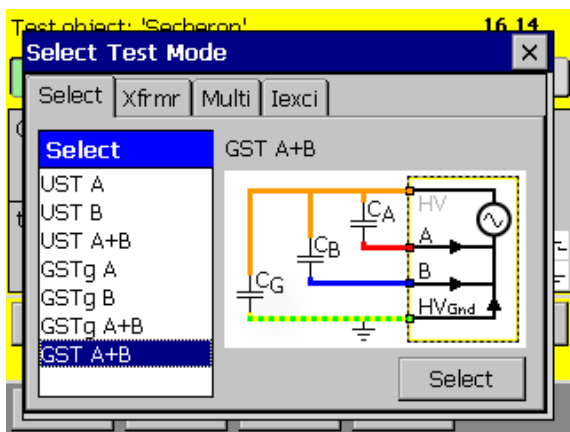 Test object: 'Secheron' 16 14
Select Test Mode
Select Xfrmr Multi Iexci
Select
GST A+B
UST A
UST B
UST A+B
GSTg A
GSTg B
GSTg A+B
GST A+B
HV
CA
A
CB
B
CG
HVGnd
Select